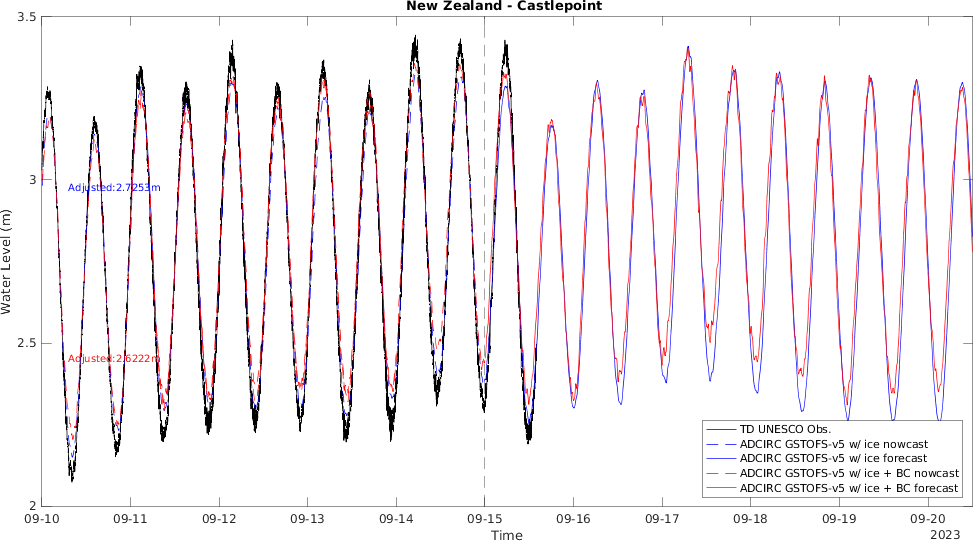 New Zealand - Castlepoint
3.5
3
2.5
2
Water Level (m)
Adjusted:2.7253m
Adjusted:2.6222m
TD UNESCO Obs.
ADCIRC GSTOFS-v5 w/ ice nowcast
ADCIRC GSTOFS-v5 w/ ice forecast
ADCIRC GSTOFS-v5 w/ ice + BC nowcast
ADCIRC GSTOFS-v5 w/ ice + BC forecast
09-10 09-11 09-12 09-13 09-14 09-15 09-16 09-17 09-18 09-19 09-20
Time
2023